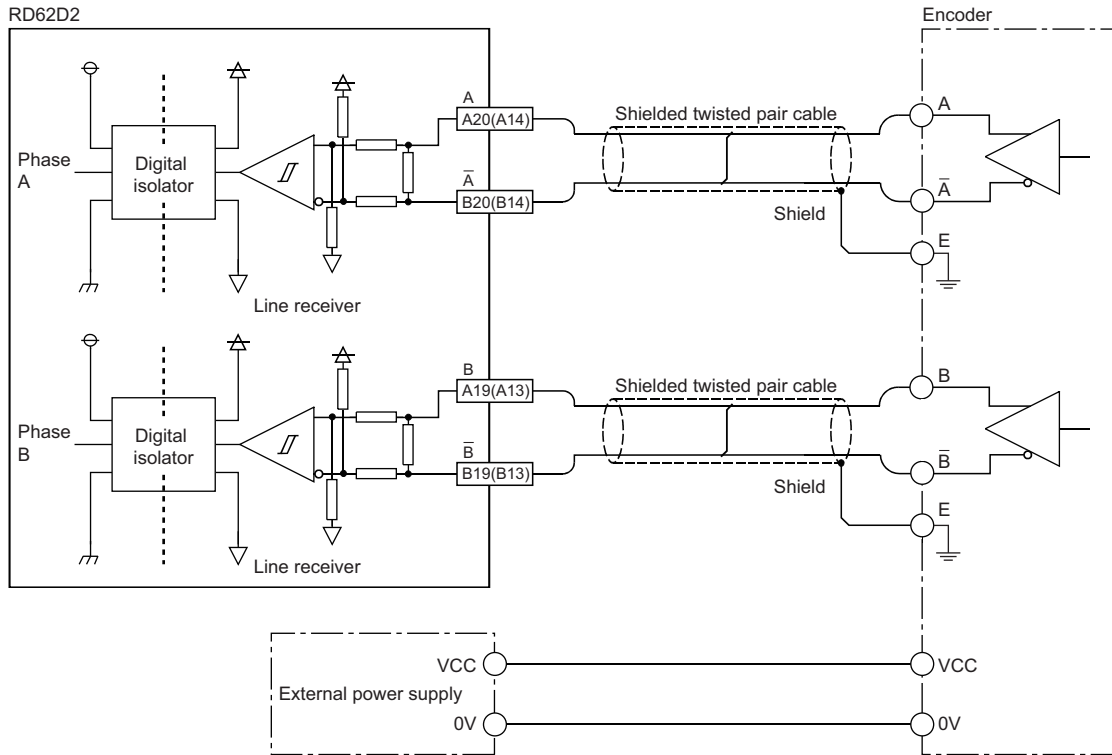 RD62D2
Encoder
A
A20(A14)
Shielded twisted pair cable
A
Phase
A
Digital
isolator
A̅
B20(B14)
Shield
A̅
E
Line receiver
B
A19(A13)
Shielded twisted pair cable
B
Phase
B
Digital
isolator
B̅
B19(B13)
Shield
B̅
E
Line receiver
VCC
VCC
External power supply
0V
0V